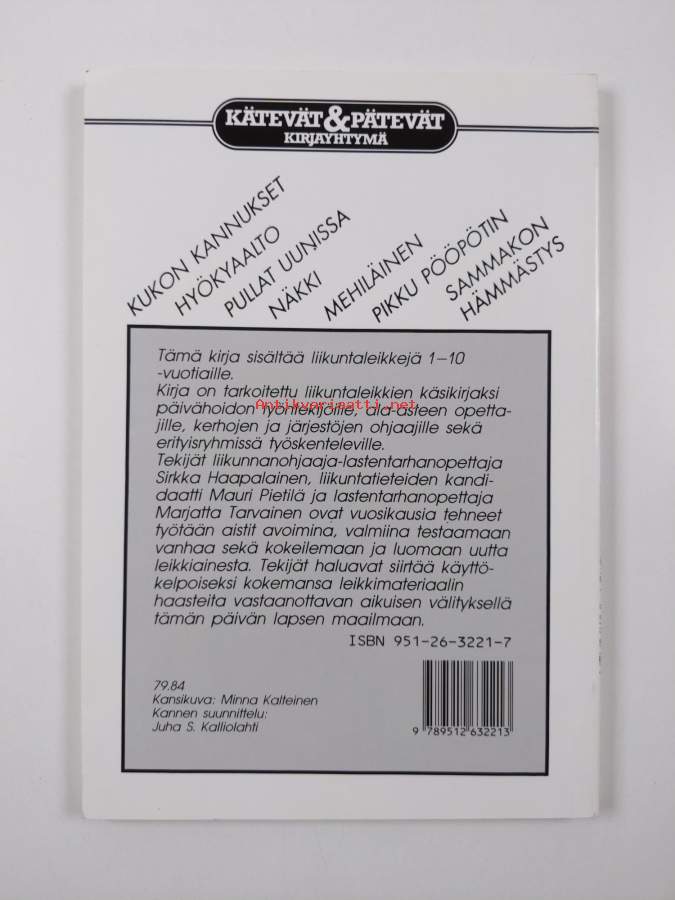 KÄTEVÄT & PÄTEVÄT
KIRJAYHTYMÄ
KUKON KANNUKSET
HYÖKYAALTO
PULLAT UUNISSA
NÄKKI
MEHILÄINEN
PIKKU PÖÖPÖTIN
SAMMAKON
HÄMMÄSTYS
Tämä kirja sisältää liikuntaleikkejä 1–10
-vuotiaille.
Kirja on tarkoitettu liikuntaleikkien käsikirjaksi
päivähoidon työntekijöille, ala-asteen opetta-
Antikvariaatti.net
jille, kerhojen ja järjestöjen ohjaajille sekä
erityisryhmissä työskenteleville.
Tekijät liikunnanohjaaja-lastentarhanopettaja
Sirkka Haapalainen, liikuntatieteiden kandi-
daatti Mauri Pietilä ja lastentarhanopettaja
Marjatta Tarvainen ovat vuosikausia tehneet
työtään aistit avoimina, valmiina testaamaan
vanhaa sekä kokeilemaan ja luomaan uutta
leikkiainesta. Tekijät haluavat siirtää käyttö-
kelpoiseksi kokemansa leikkimateriaalin
haasteita vastaanottavan aikuisen välityksellä
tämän päivän lapsen maailmaan.
ISBN 951-26-3221-7
79.84
Kansikuva: Minna Kalteinen
Kannen suunnittelu:
Juha S. Kalliolahti
9 789512 632213